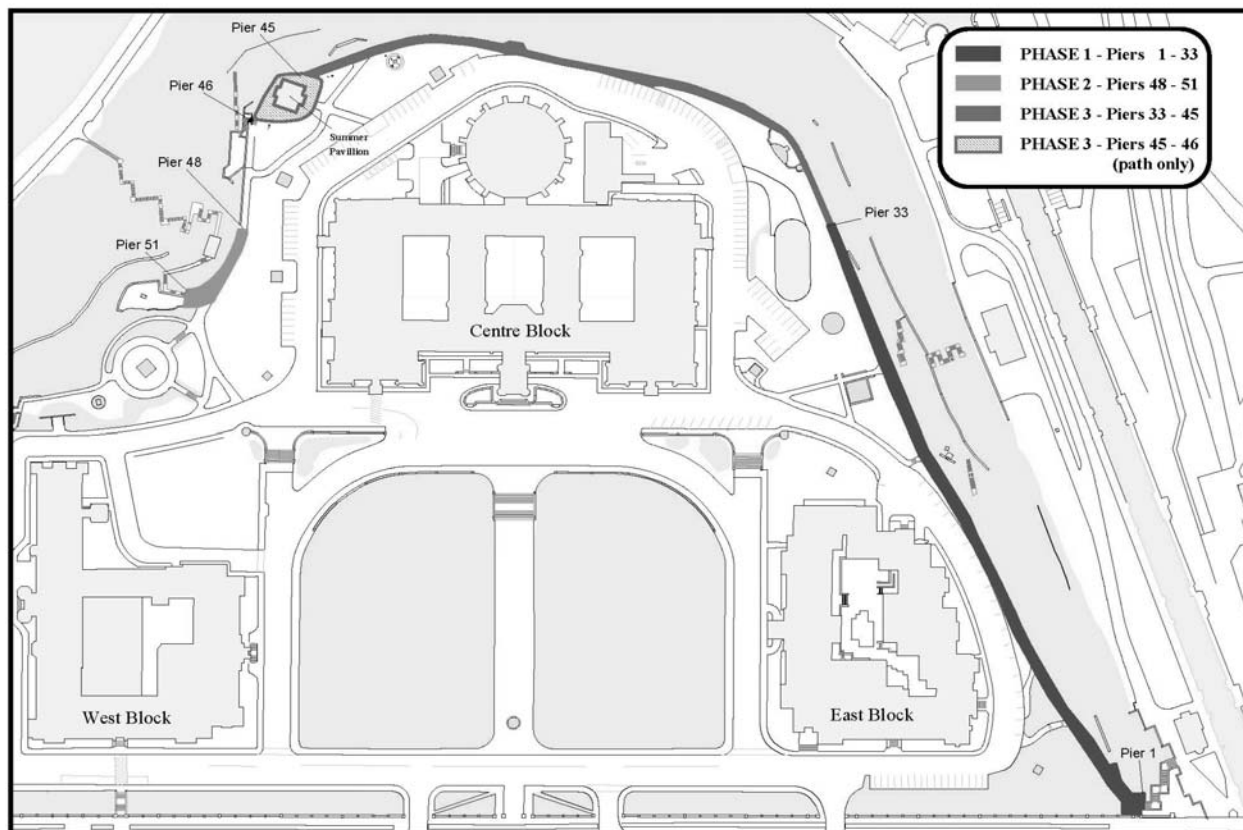 Pier 45
PHASE 1 - Piers 1 - 33
PHASE 2 - Piers 48 - 51
PHASE 3 - Piers 33 - 45
PHASE 3 - Piers 45 - 46
(path only)
Pier 46
Summer
Pavillion
Pier 48
Pier 33
Pier 51
Centre Block
West Block
East Block
Pier 1